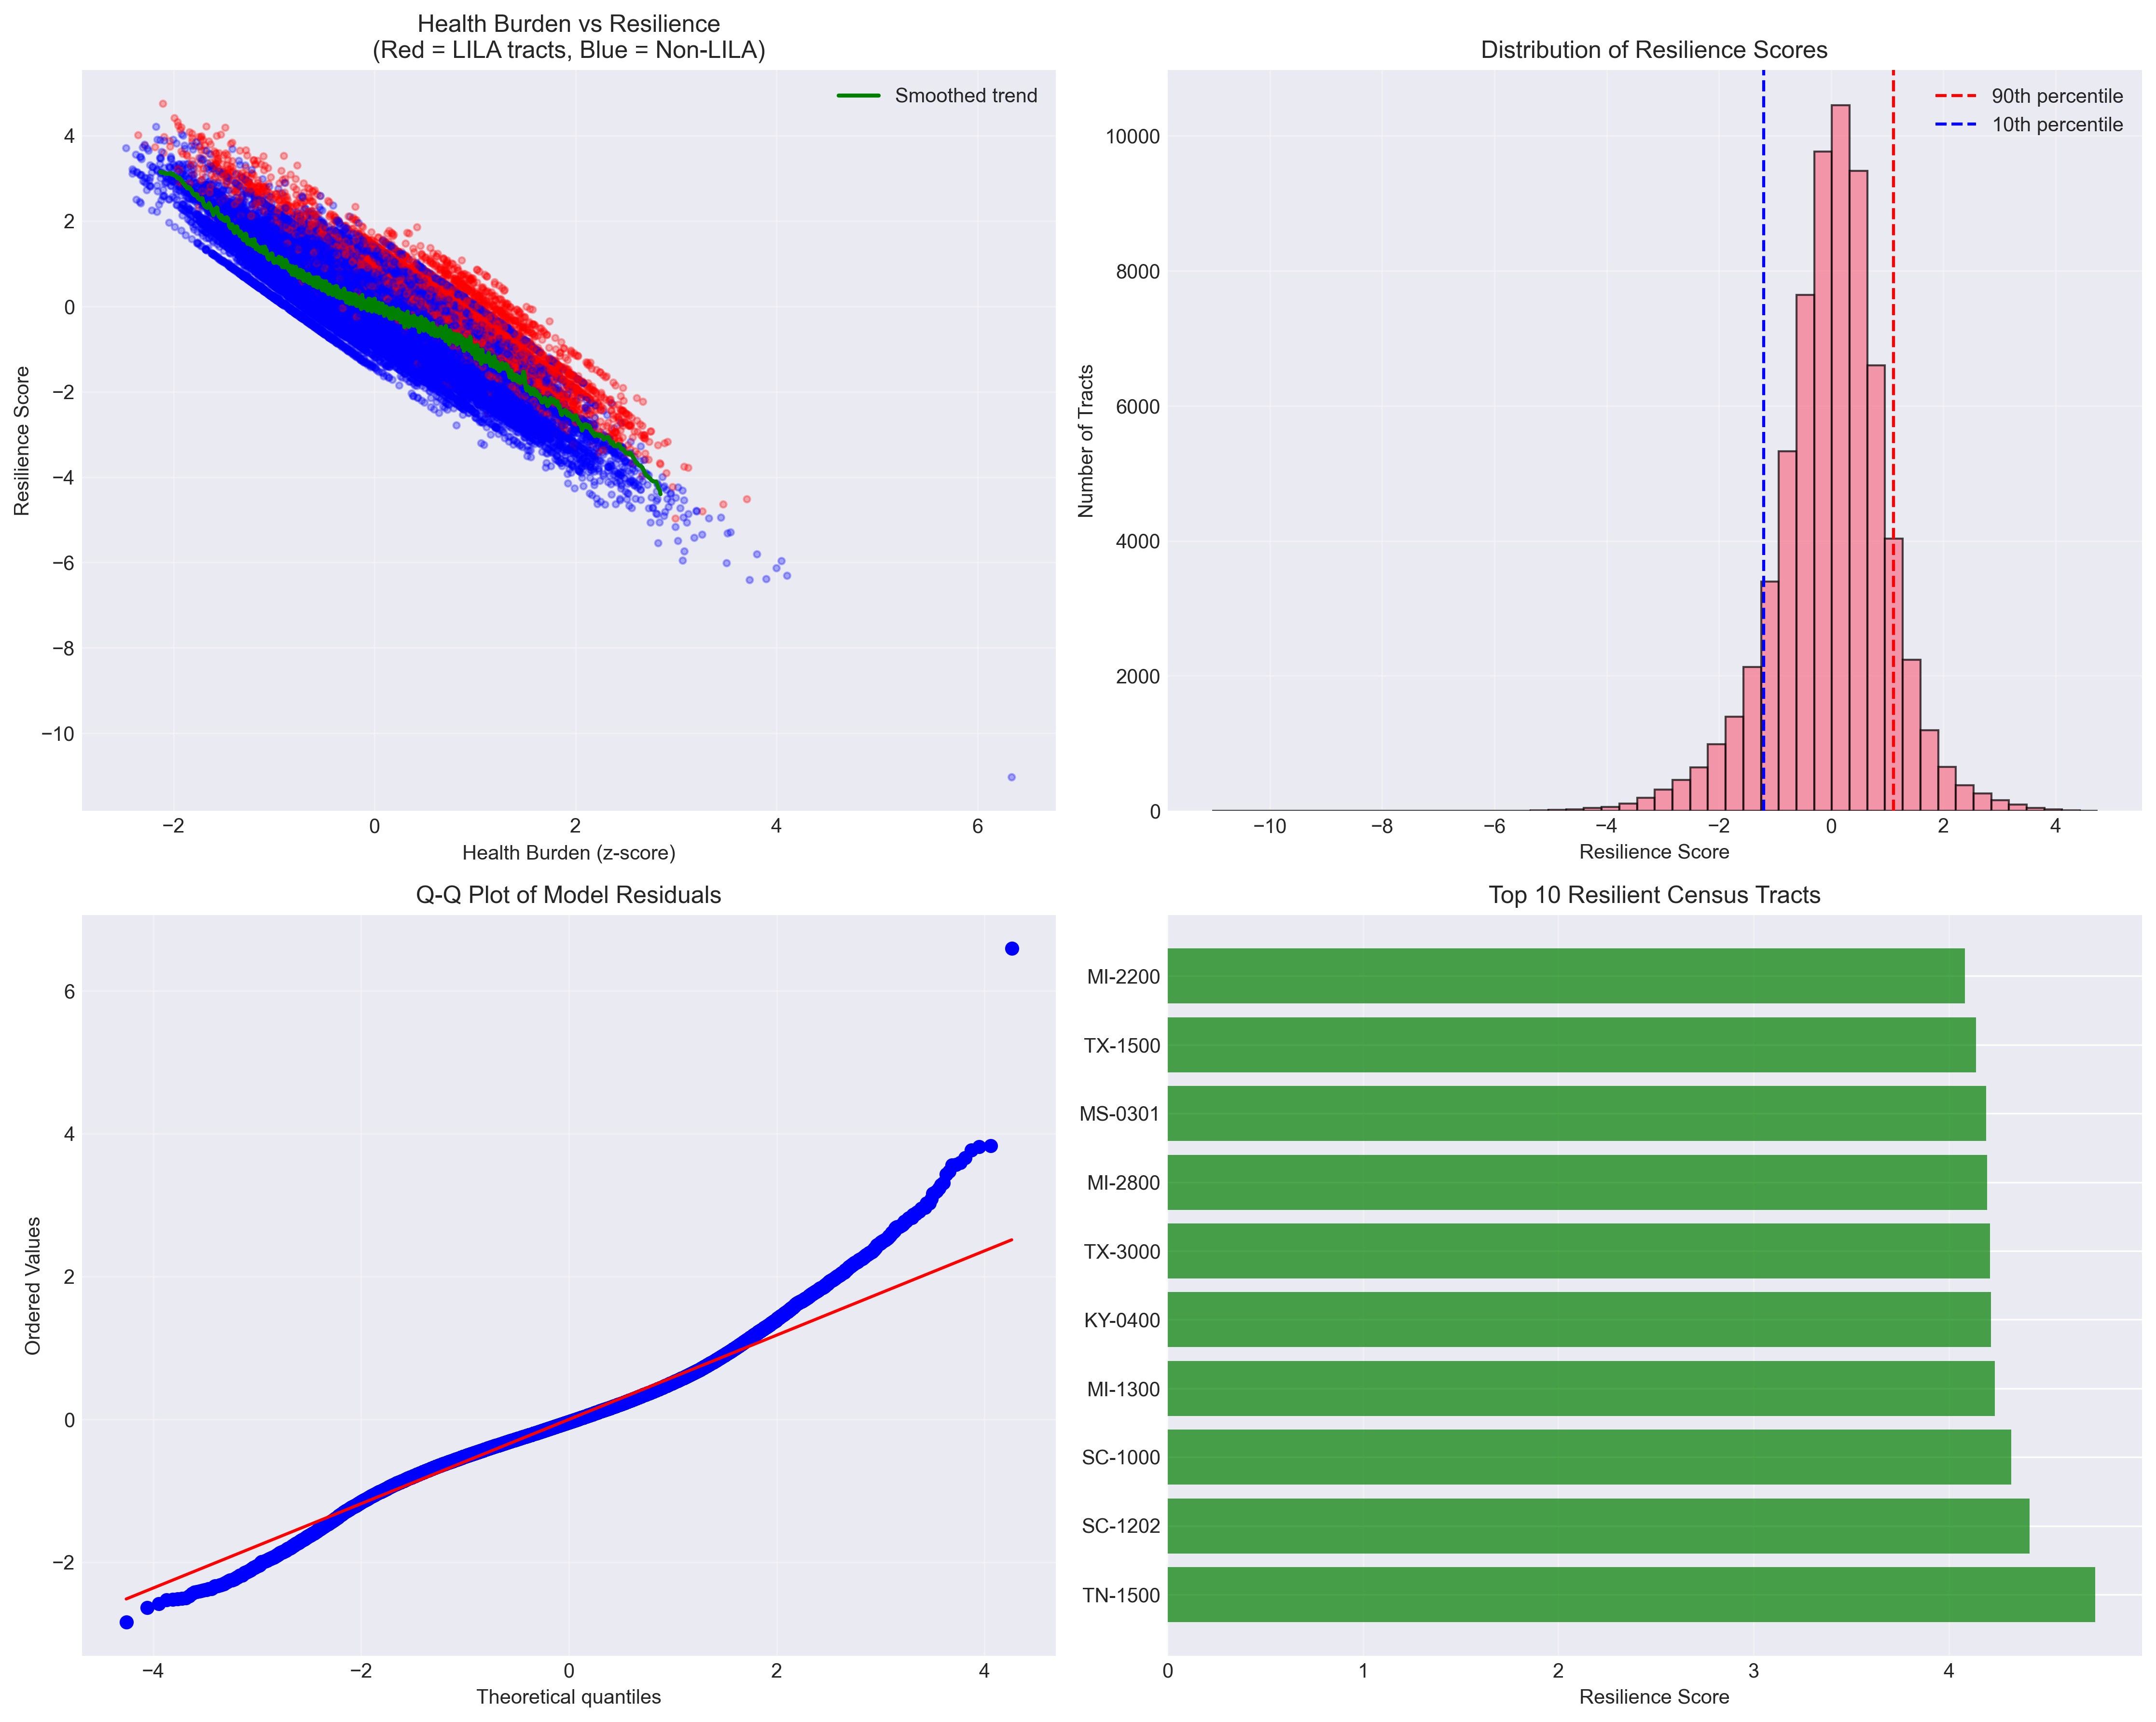 Health Burden vs Resilience
(Red = LILA tracts, Blue = Non-LILA)
Smoothed trend
Resilience Score
4
2
0
−2
−4
−6
−8
−10
−2
0
2
4
6
Health Burden (z-score)
Distribution of Resilience Scores
90th percentile
10th percentile
Number of Tracts
10000
8000
6000
4000
2000
0
−10
−8
−6
−4
−2
0
2
4
Resilience Score
Q-Q Plot of Model Residuals
Ordered Values
6
4
2
0
−2
−4
−2
0
2
4
Theoretical quantiles
Top 10 Resilient Census Tracts
MI-2200
TX-1500
MS-0301
MI-2800
TX-3000
KY-0400
MI-1300
SC-1000
SC-1202
TN-1500
0
1
2
3
4
Resilience Score